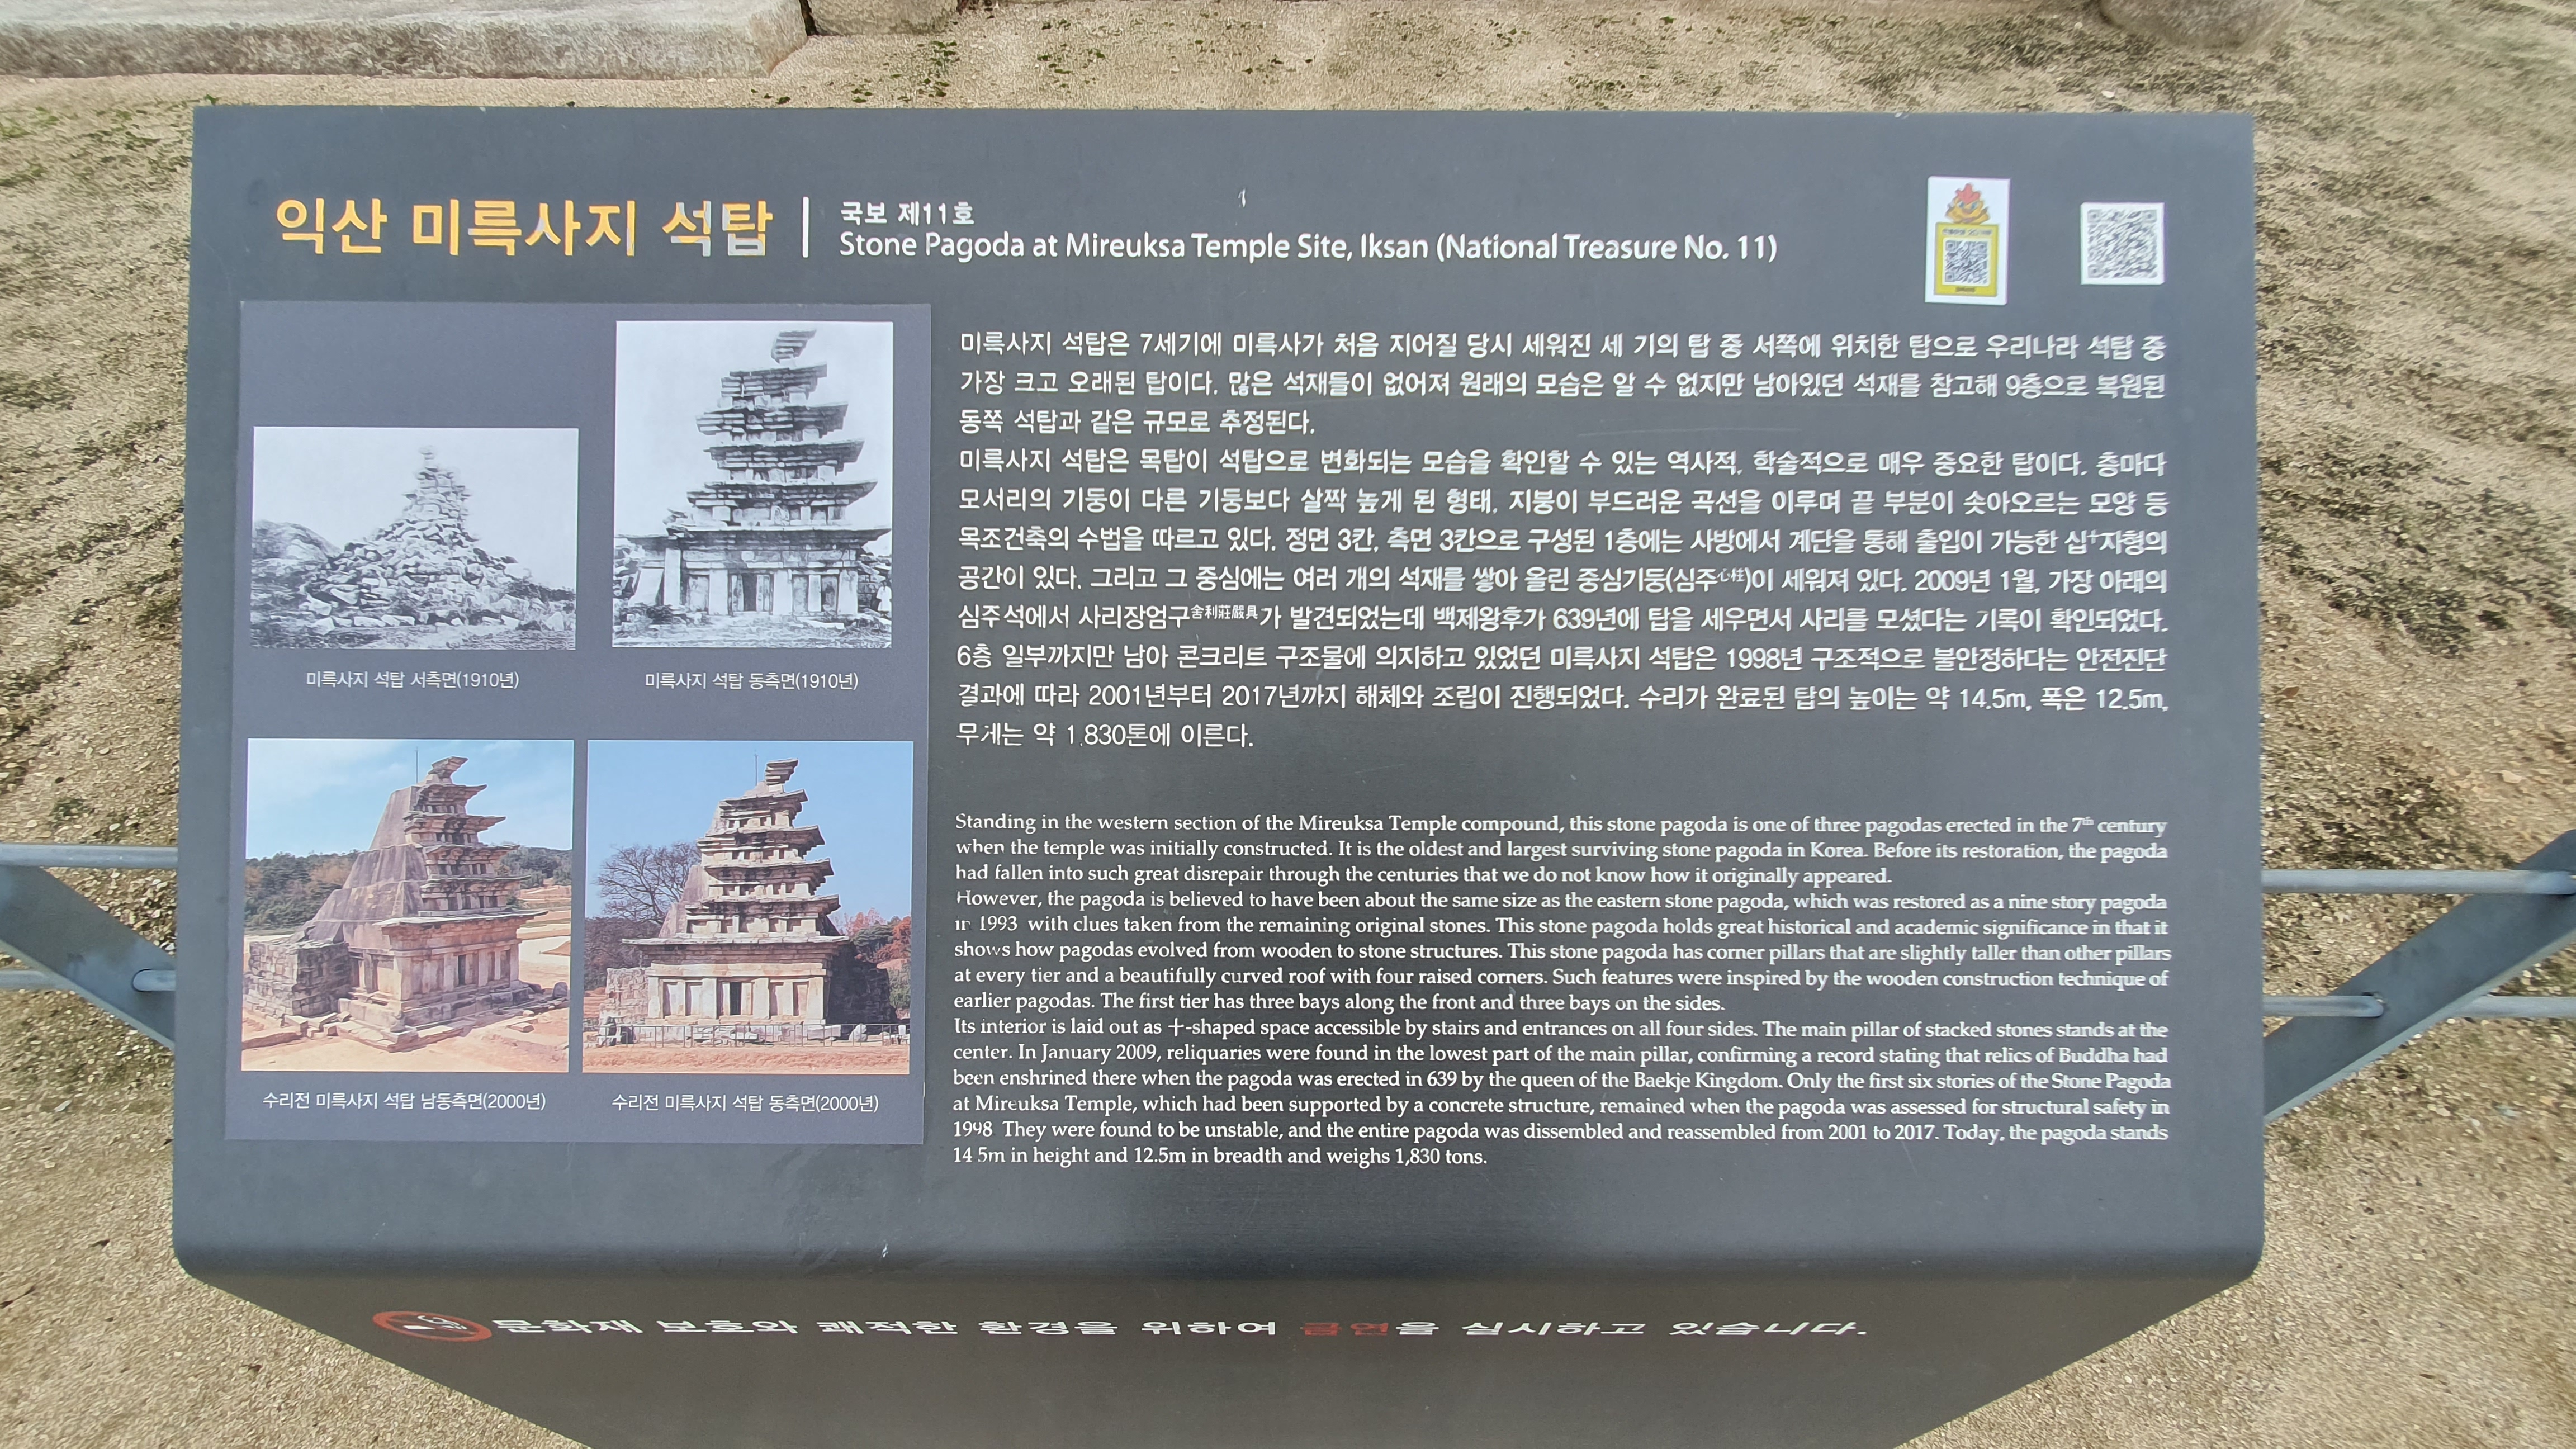 익산 미륵사지 석탑
국보 제11호
Stone Pagoda at Mireuksa Temple Site, Iksan (National Treasure No. 11)
미륵사지 석탑 서측면(1910년)
미륵사지 석탑 동측면(1910년)
수리전 미륵사지 석탑 남동측면(2000년)
수리전 미륵사지 석탑 동측면(2000년)
미륵사지 석탑은 7세기에 미륵사가 처음 지어질 당시 세워진 세 기의 탑 중 서쪽에 위치한 탑으로 우리나라 석탑 중
가장 크고 오래된 탑이다. 많은 석재들이 없어져 원래의 모습은 알 수 없지만 남아있던 석재를 참고해 9층으로 복원된
동쪽 석탑과 같은 규모로 추정된다.
미륵사지 석탑은 목탑이 석탑으로 변화되는 모습을 확인할 수 있는 역사적, 학술적으로 매우 중요한 탑이다. 층마다
모서리의 기둥이 다른 기둥보다 살짝 높게 된 형태, 지붕이 부드러운 곡선을 이루며 끝 부분이 솟아오르는 모양 등
목조건축의 수법을 따르고 있다. 정면 3칸, 측면 3칸으로 구성된 1층에는 사방에서 계단을 통해 출입이 가능한 십十자형의
공간이 있다. 그리고 그 중심에는 여러 개의 석재를 쌓아 올린 중심기둥(심주心柱)이 세워져 있다. 2009년 1월, 가장 아래의
심주석에서 사리장엄구舍利莊嚴具가 발견되었는데 백제왕후가 639년에 탑을 세우면서 사리를 모셨다는 기록이 확인되었다.
6층 일부까지만 남아 콘크리트 구조물에 의지하고 있었던 미륵사지 석탑은 1998년 구조적으로 불안정하다는 안전진단
결과에 따라 2001년부터 2017년까지 해체와 조립이 진행되었다. 수리가 완료된 탑의 높이는 약 14.5m, 폭은 12.5m,
무게는 약 1,830톤에 이른다.
Standing in the western section of the Mireuksa Temple compound, this stone pagoda is one of three pagodas erected in the 7th century
when the temple was initially constructed. It is the oldest and largest surviving stone pagoda in Korea. Before its restoration, the pagoda
had fallen into such great disrepair through the centuries that we do not know how it originally appeared.
However, the pagoda is believed to have been about the same size as the eastern stone pagoda, which was restored as a nine story pagoda
in 1993 with clues taken from the remaining original stones. This stone pagoda holds great historical and academic significance in that it
shows how pagodas evolved from wooden to stone structures. This stone pagoda has corner pillars that are slightly taller than other pillars
at every tier and a beautifully curved roof with four raised corners. Such features were inspired by the wooden construction technique of
earlier pagodas. The first tier has three bays along the front and three bays on the sides.
Its interior is laid out as 十-shaped space accessible by stairs and entrances on all four sides. The main pillar of stacked stones stands at the
center. In January 2009, reliquaries were found in the lowest part of the main pillar, confirming a record stating that relics of Buddha had
been enshrined there when the pagoda was erected in 639 by the queen of the Baekje Kingdom. Only the first six stories of the Stone Pagoda
at Mireuksa Temple, which had been supported by a concrete structure, remained when the pagoda was assessed for structural safety in
1998 They were found to be unstable, and the entire pagoda was dissembled and reassembled from 2001 to 2017. Today, the pagoda stands
14 5m in height and 12.5m in breadth and weighs 1,830 tons.
문화재 보호와 쾌적한 환경을 위하여 금연을 실시하고 있습니다.